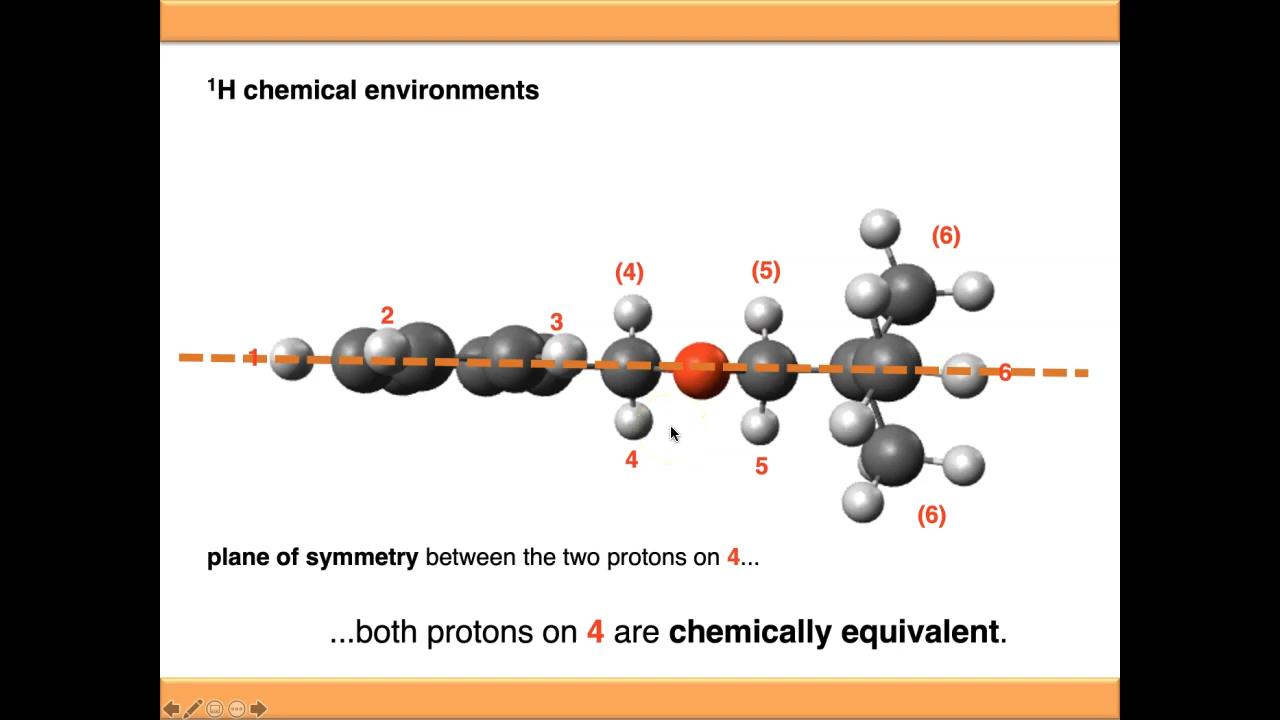 ¹H chemical environments
(6)
(4) (5)
2 3
1 6
4 5
(6)
plane of symmetry between the two protons on 4...
...both protons on 4 are chemically equivalent.